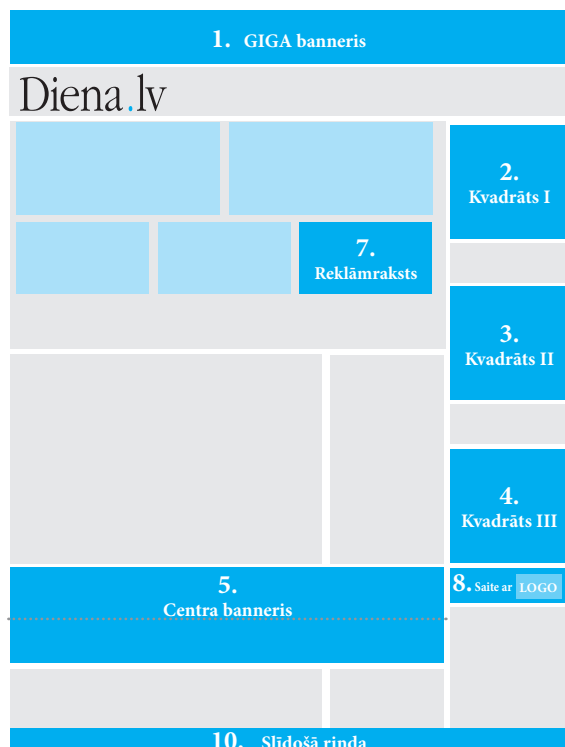 1. GIGA banneris
Diena.lv
2.
Kvadrāts I
7.
Reklāmraksts
3.
Kvadrāts II
4.
Kvadrāts III
5.
Centra banneris
8. Saite ar LOGO
10. Slīdošā rinda